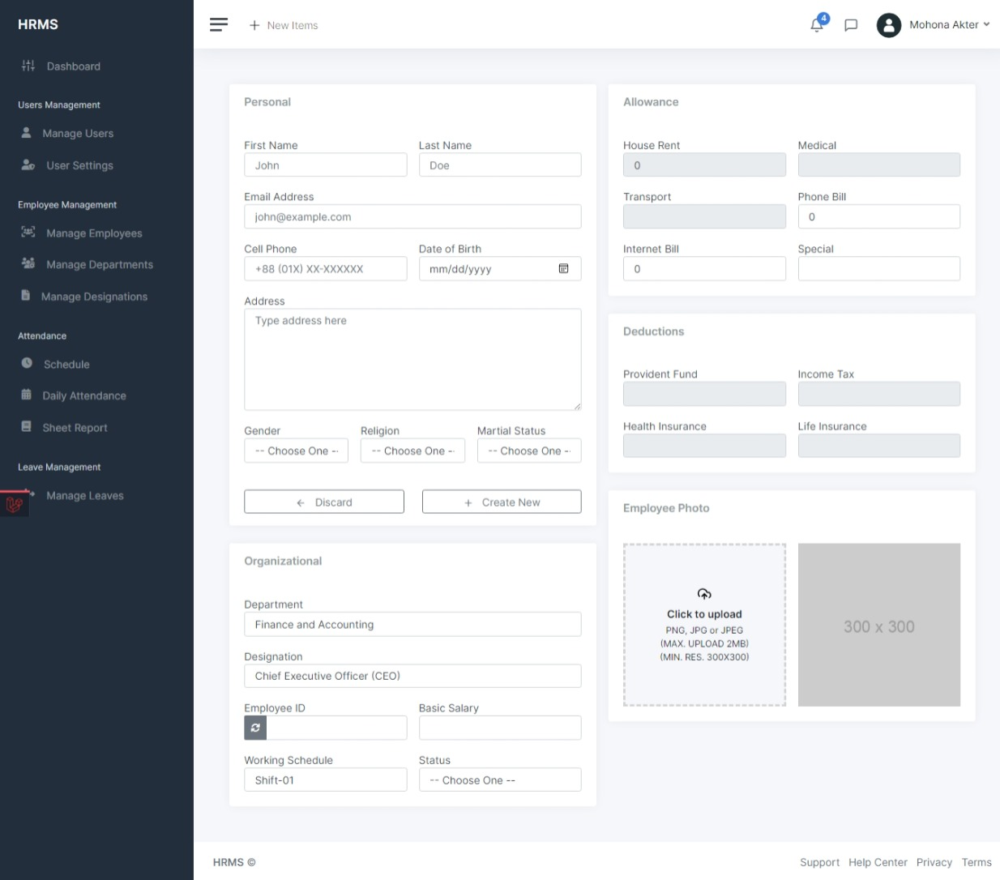 HRMS
Dashboard
Users Management
Manage Users
User Settings
Employee Management
Manage Employees
Manage Departments
Manage Designations
Attendance
Schedule
Daily Attendance
Sheet Report
Leave Management
Manage Leaves
New Items
4
Mohona Akter
Personal
First Name Last Name
John Doe
Email Address
john@example.com
Cell Phone Date of Birth
+88 (01X) XX-XXXXXX mm/dd/yyyy
Address
Type address here
Gender Religion Martial Status
-- Choose One -- -- Choose One -- -- Choose One --
Discard Create New
Organizational
Department
Finance and Accounting
Designation
Chief Executive Officer (CEO)
Employee ID Basic Salary
Working Schedule Status
Shift-01 -- Choose One --
Allowance
House Rent Medical
0
Transport Phone Bill
0
Internet Bill Special
0
Deductions
Provident Fund Income Tax
Health Insurance Life Insurance
Employee Photo
Click to upload
PNG, JPG or JPEG
(MAX. UPLOAD 2MB)
(MIN. RES. 300X300)
300 x 300
HRMS ©
Support Help Center Privacy Terms